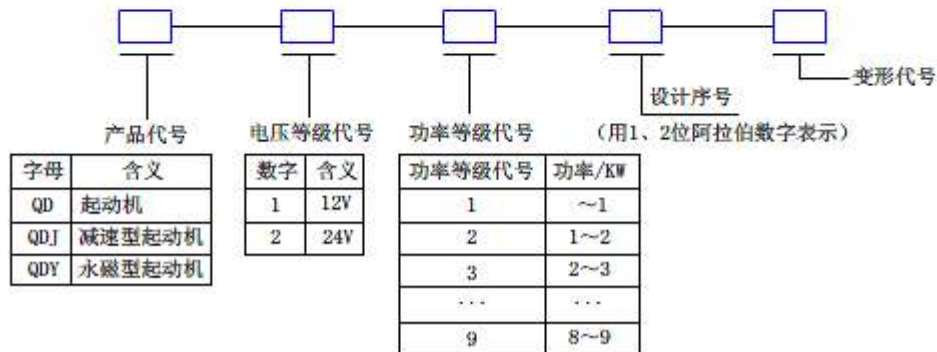 变形代号
设计序号
产品代号 电压等级代号 功率等级代号 (用1、2位阿拉伯数字表示)
字母 含义 数字 含义 功率等级代号 功率/KW
QD 起动机 1 12V 1 ～1
QDJ 减速型起动机 2 24V 2 1～2
QDY 永磁型起动机 3 2～3
··· ···
9 8～9